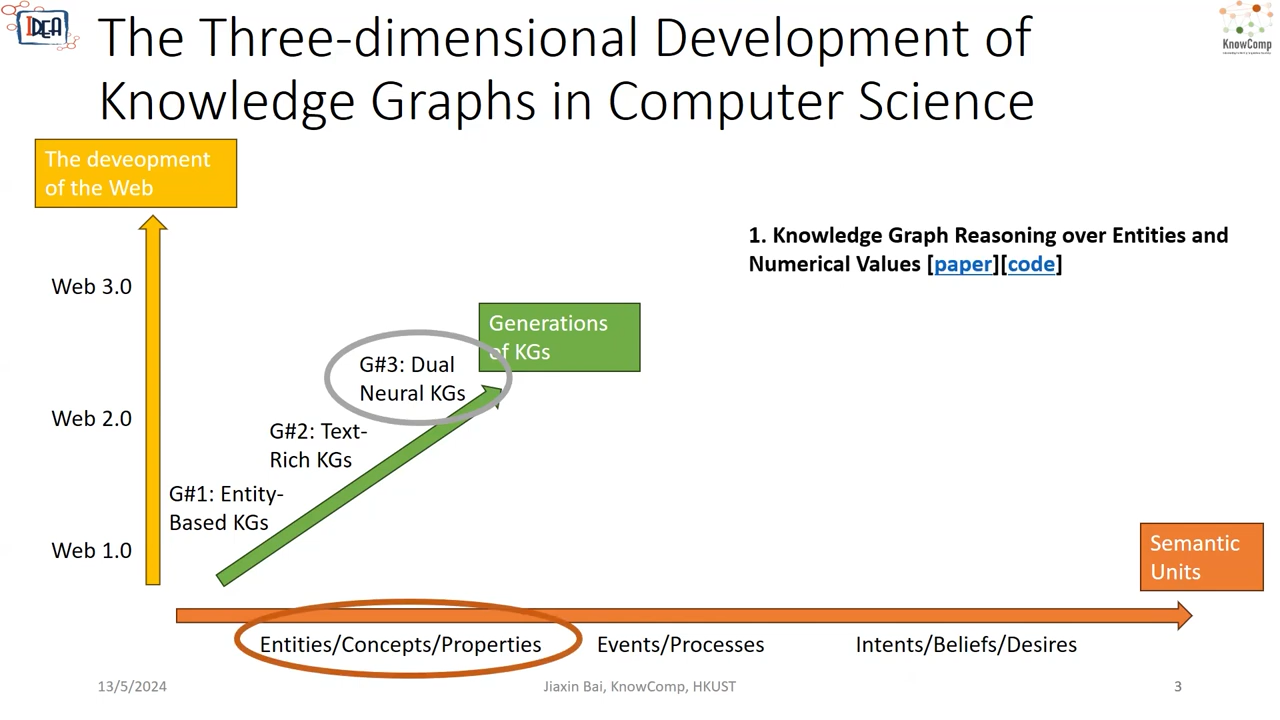 IDEA
The Three-dimensional Development of
Knowledge Graphs in Computer Science
KnowComp
The deveopment
of the Web
Web 3.0
Web 2.0
Web 1.0
1. Knowledge Graph Reasoning over Entities and
Numerical Values [paper][code]
Generations
of KGs
G#3: Dual
Neural KGs
G#2: Text-
Rich KGs
G#1: Entity-
Based KGs
Semantic
Units
Entities/Concepts/Properties
Events/Processes
Intents/Beliefs/Desires
13/5/2024
Jiaxin Bai, KnowComp, HKUST
3